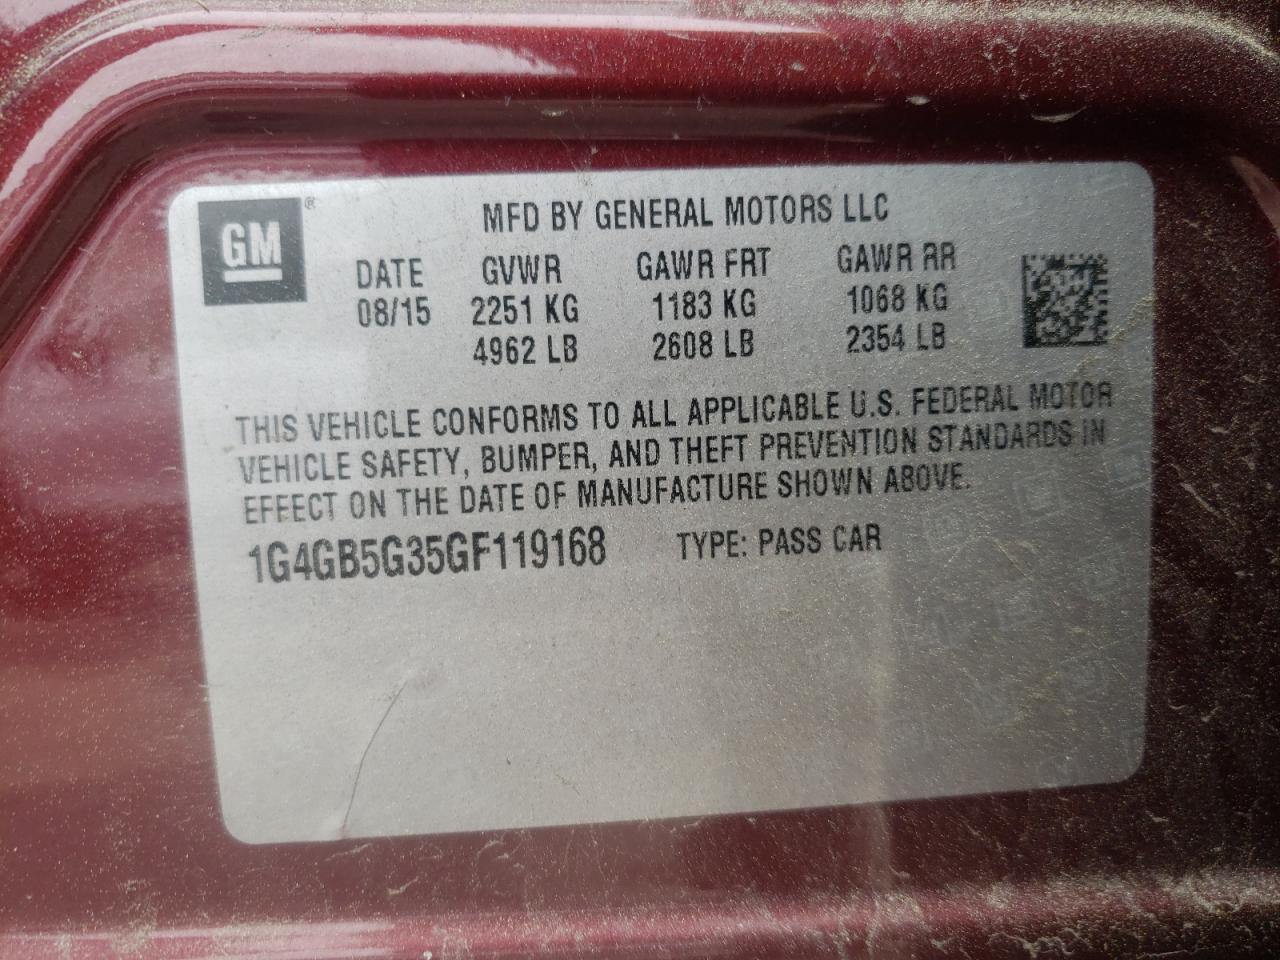 GM ® MFD BY GENERAL MOTORS LLC
DATE GVWR GAWR FRT GAWR RR
08/15 2251 KG 1183 KG 1068 KG
4962 LB 2608 LB 2354 LB
THIS VEHICLE CONFORMS TO ALL APPLICABLE U.S. FEDERAL MOTOR
VEHICLE SAFETY, BUMPER, AND THEFT PREVENTION STANDARDS IN
EFFECT ON THE DATE OF MANUFACTURE SHOWN ABOVE.
1G4GB5G35GF119168 TYPE: PASS CAR